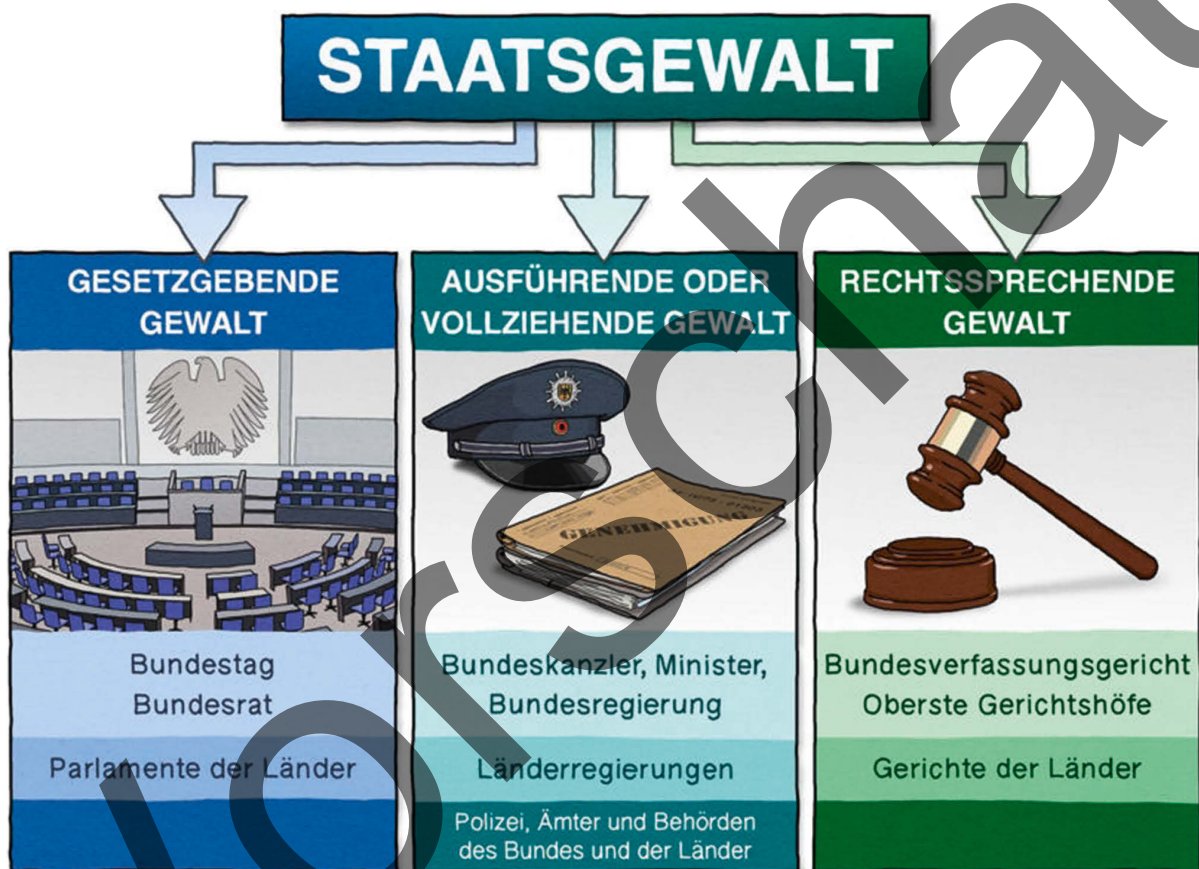 STAATSGEWALT
GESETZGEBENDE
GEWALT
AUSFÜHRENDE ODER
VOLLZIEHENDE GEWALT
RECHTSSPRECHENDE
GEWALT
GENEHMIGUNG
Bundestag
Bundesrat
Parlamente der Länder
Bundeskanzler, Minister,
Bundesregierung
Länderregierungen
Polizei, Ämter und Behörden
des Bundes und der Länder
Bundesverfassungsgericht
Oberste Gerichtshöfe
Gerichte der Länder